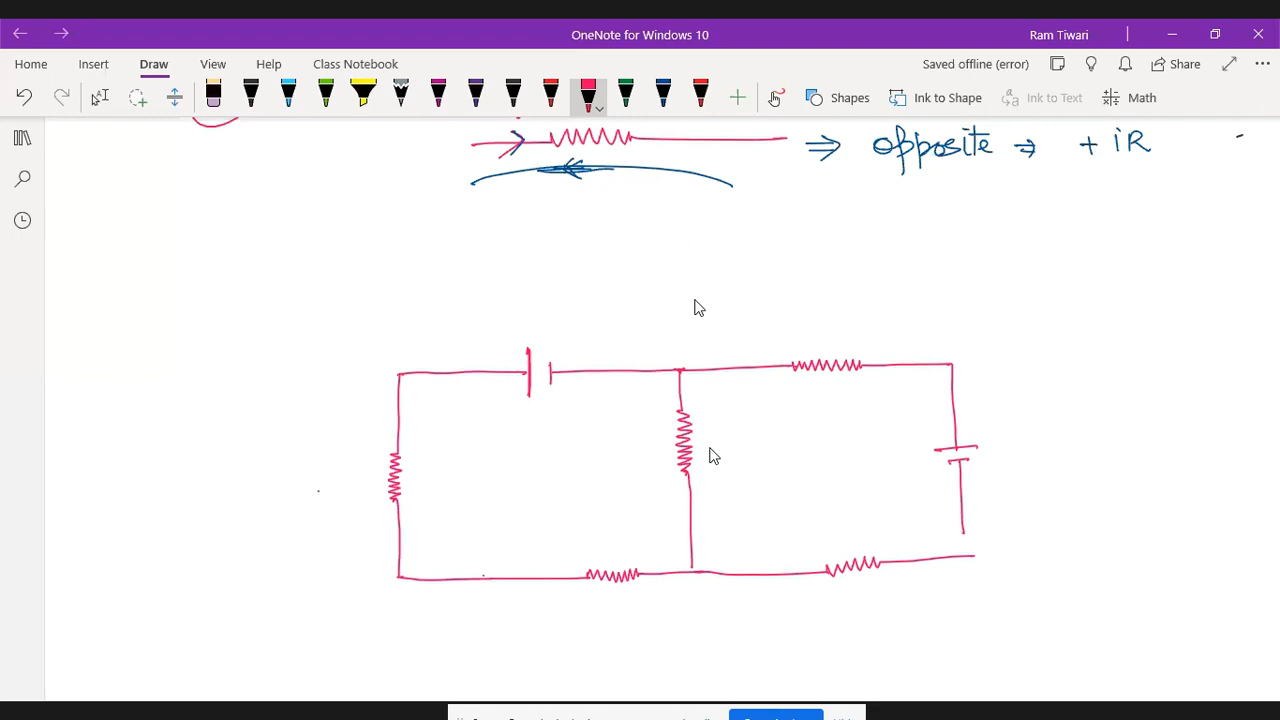 OneNote for Windows 10
Ram Tiwari
Home Insert Draw View Help Class Notebook
Saved offline (error) Share
Shapes Ink to Shape Ink to Text Math
⇒ opposite → + iR